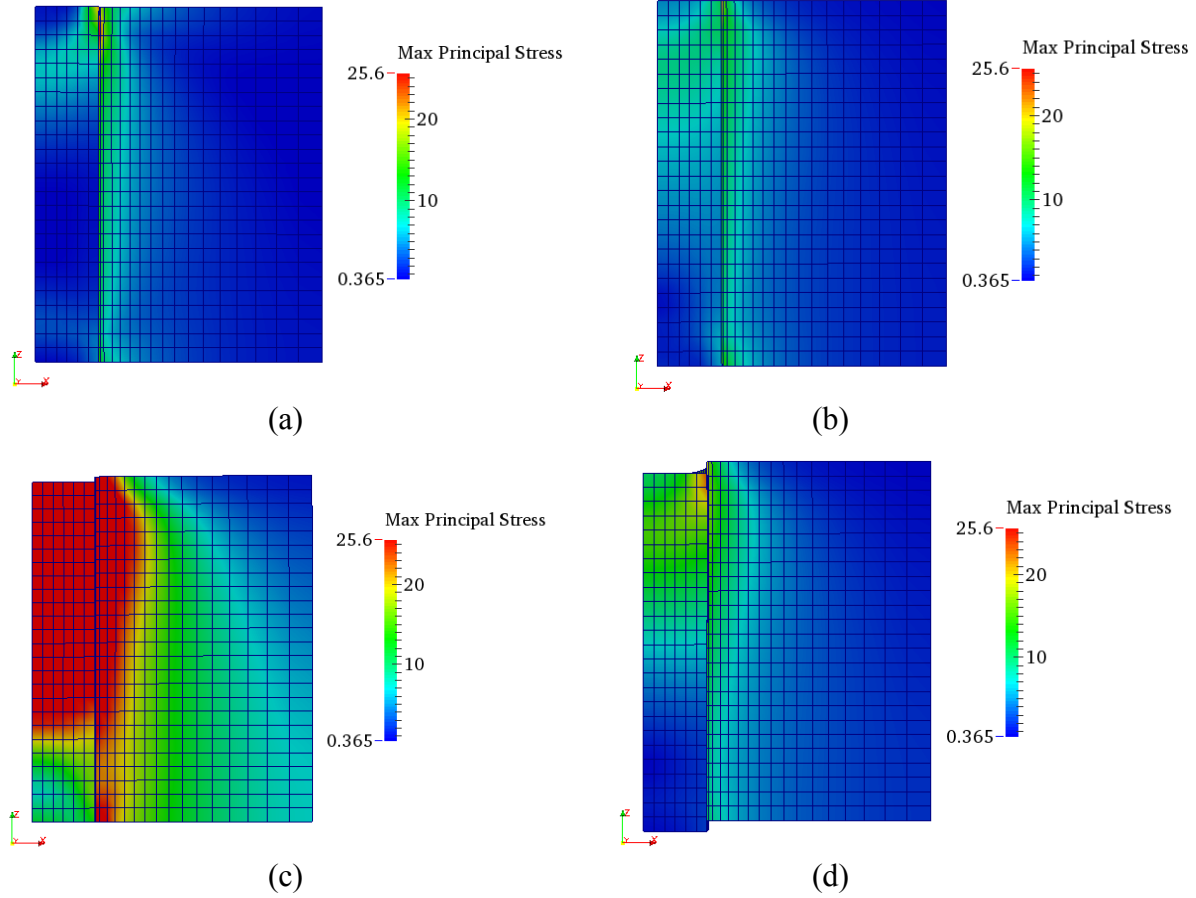 Max Principal Stress
25.6
20
10
0.365
Z
Y X
(a)
Max Principal Stress
25.6
20
10
0.365
Z
Y X
(b)
Max Principal Stress
25.6
20
10
0.365
Z
Y X
(c)
Max Principal Stress
25.6
20
10
0.365
Z
Y X
(d)